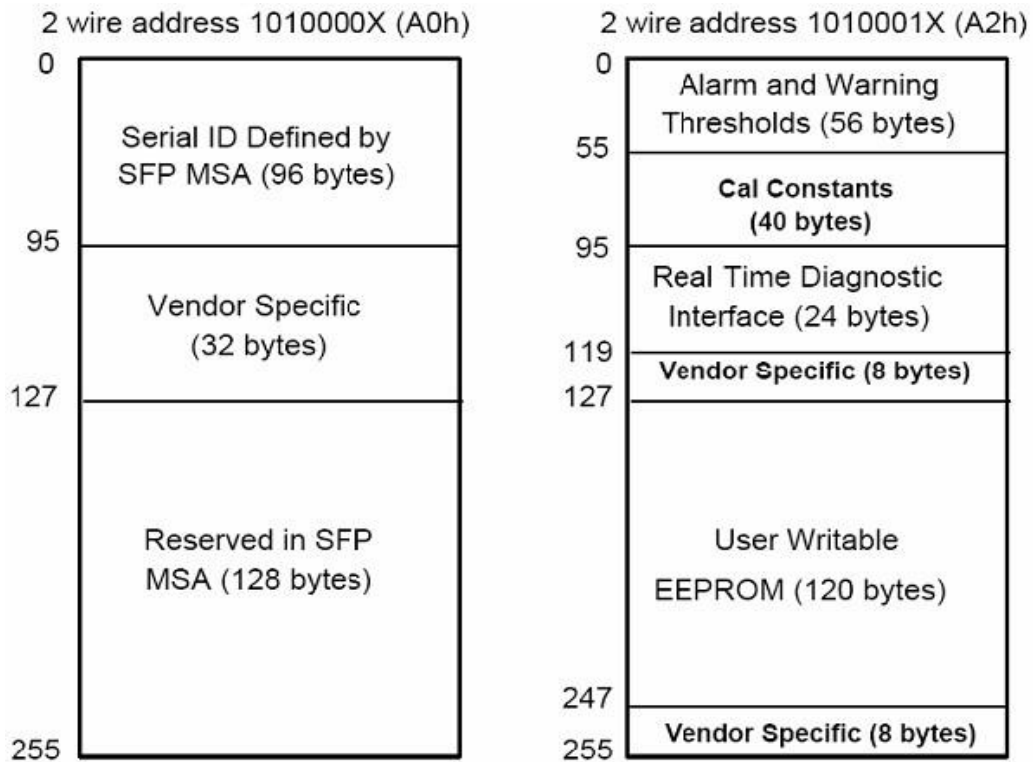 2 wire address 1010000X (A0h)
0
Serial ID Defined by
SFP MSA (96 bytes)
95
Vendor Specific
(32 bytes)
127
Reserved in SFP
MSA (128 bytes)
255
2 wire address 1010001X (A2h)
0
Alarm and Warning
Thresholds (56 bytes)
55
Cal Constants
(40 bytes)
95
Real Time Diagnostic
Interface (24 bytes)
119
Vendor Specific (8 bytes)
127
User Writable
EEPROM (120 bytes)
247
Vendor Specific (8 bytes)
255